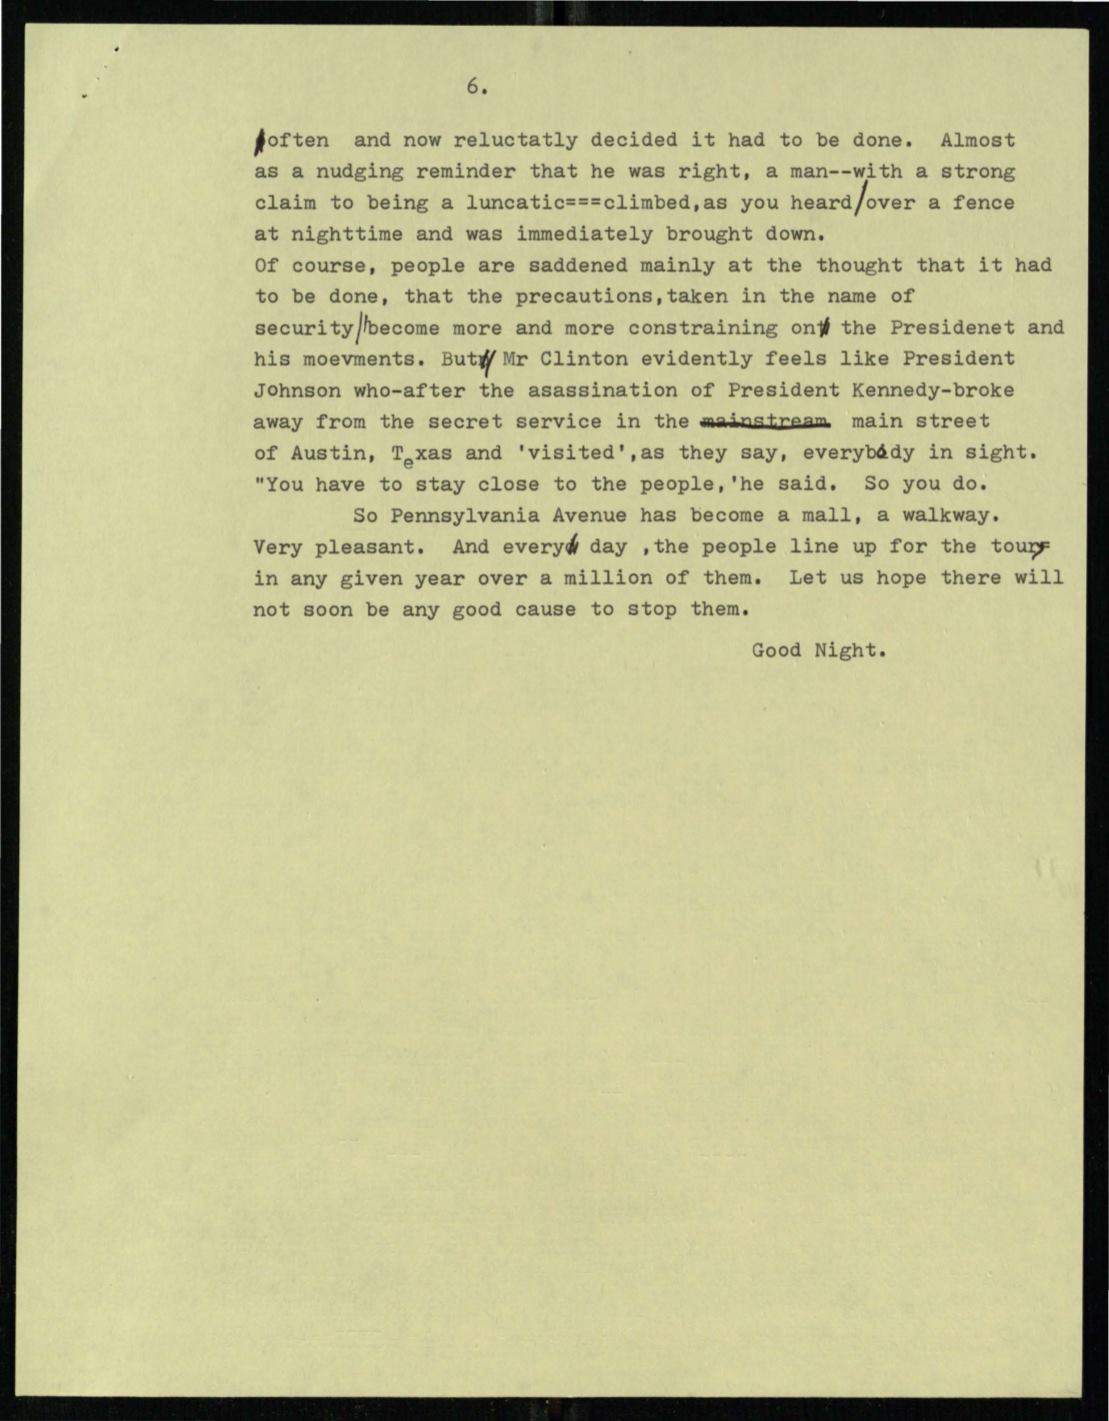 6.
often and now reluctatly decided it had to be done. Almost
as a nudging reminder that he was right, a man--with a strong
claim to being a luncatic===climbed,as you heard/over a fence
at nighttime and was immediately brought down.
Of course, people are saddened mainly at the thought that it had
to be done, that the precautions,taken in the name of
security/become more and more constraining on the Presidenet and
his moevments. But Mr Clinton evidently feels like President
Johnson who-after the asassination of President Kennedy-broke
away from the secret service in the mainstream main street
of Austin, Texas and 'visited',as they say, everybody in sight.
"You have to stay close to the people,'he said. So you do.
So Pennsylvania Avenue has become a mall, a walkway.
Very pleasant. And every day ,the people line up for the tour
in any given year over a million of them. Let us hope there will
not soon be any good cause to stop them.
Good Night.